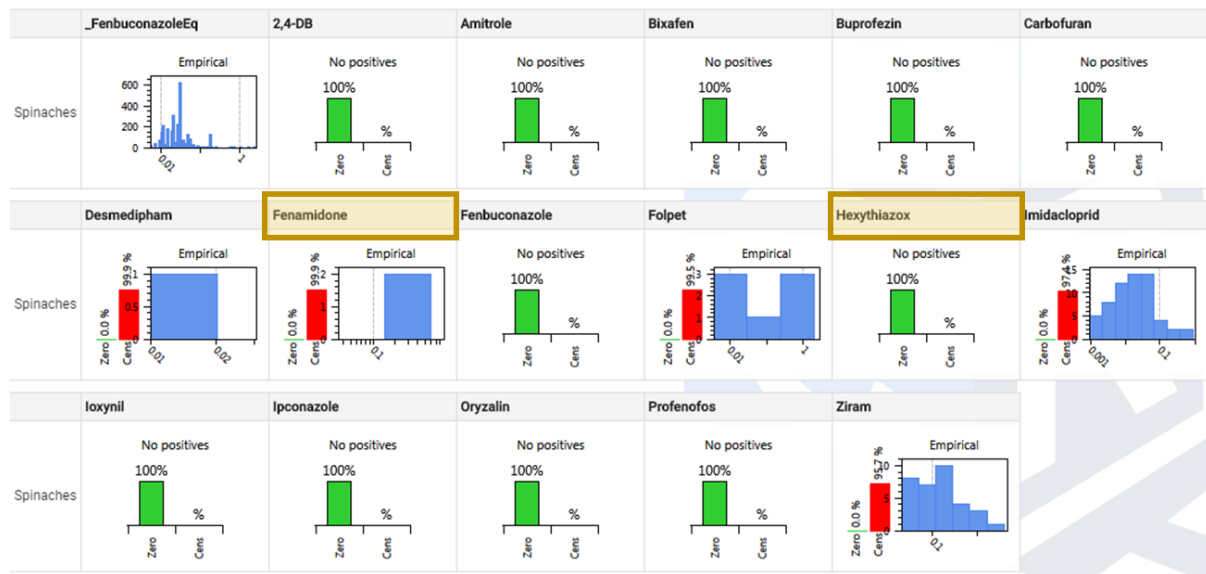 _FenbuconazoleEq 2,4-DB Amitrole Bixafen Buprofezin Carbofuran
Spinaches
Empirical
600
400
200
0
0.01 1
No positives
100%
%
Zero Cens
No positives
100%
%
Zero Cens
No positives
100%
%
Zero Cens
No positives
100%
%
Zero Cens
No positives
100%
%
Zero Cens
Desmedipham Fenamidone Fenbuconazole Folpet Hexythiazox Imidacloprid
Spinaches
Empirical
0.0 % 99.9 %
Zero Cens
1
0.5
0
0.01 0.02
Empirical
0.0 % 99.9 %
Zero Cens
2
1
0
0.1
No positives
100%
%
Zero Cens
Empirical
0.0 % 99.5 %
Zero Cens
3
2
1
0
0.01 1
No positives
100%
%
Zero Cens
Empirical
0.0 % 97.4 %
Zero Cens
15
10
5
0
0.001 0.1
Ioxynil Ipconazole Oryzalin Profenofos Ziram
Spinaches
No positives
100%
%
Zero Cens
No positives
100%
%
Zero Cens
No positives
100%
%
Zero Cens
No positives
100%
%
Zero Cens
Empirical
0.0 % 95.7 %
Zero Cens
10
5
0
0.1